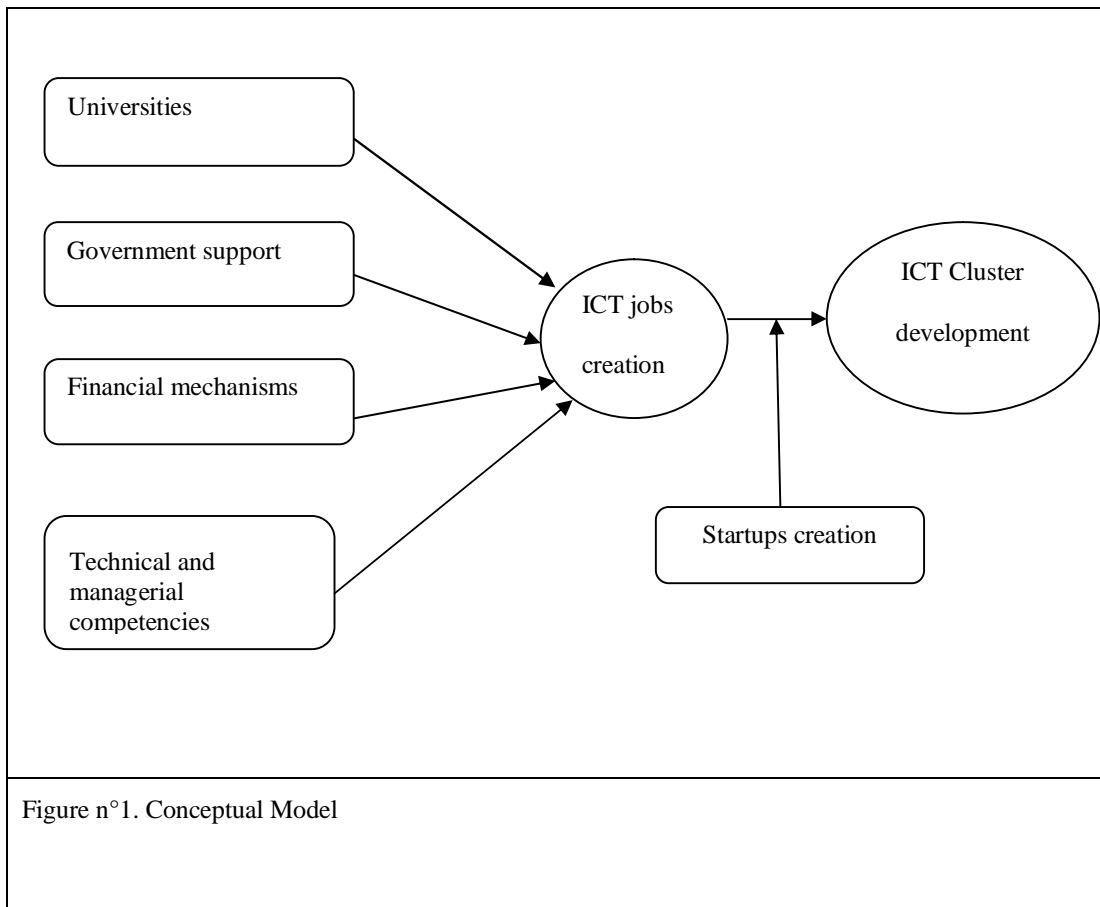 Universities
Government support
Financial mechanisms
Technical and
managerial
competencies
ICT jobs
creation
ICT Cluster
development
Startups creation
Figure n°1. Conceptual Model